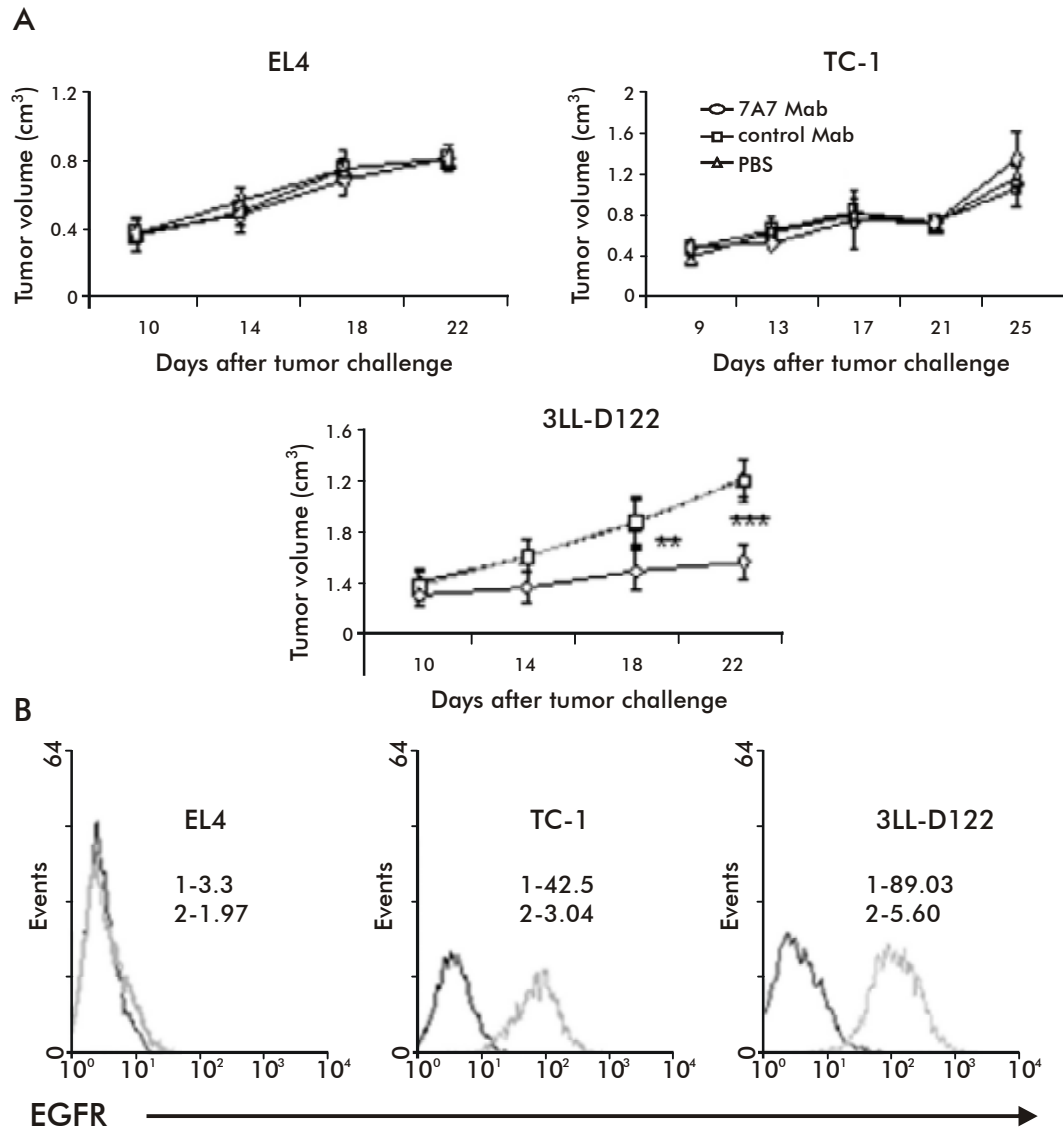 A
EL4
Tumor volume (cm³)
1.2
0.8
0.4
0
10 14 18 22
Days after tumor challenge
TC-1
Tumor volume (cm³)
2
1.6
1.2
0.8
0.4
0
7A7 Mab
control Mab
PBS
9 13 17 21 25
Days after tumor challenge
3LL-D122
Tumor volume (cm³)
1.6
1.2
1.8
1.4
0
**
***
10 14 18 22
Days after tumor challenge
B
64
Events
0
EL4
1-3.3
2-1.97
10⁰ 10¹ 10² 10³ 10⁴
64
Events
0
TC-1
1-42.5
2-3.04
10⁰ 10¹ 10² 10³ 10⁴
64
Events
0
3LL-D122
1-89.03
2-5.60
10⁰ 10¹ 10² 10³ 10⁴
EGFR